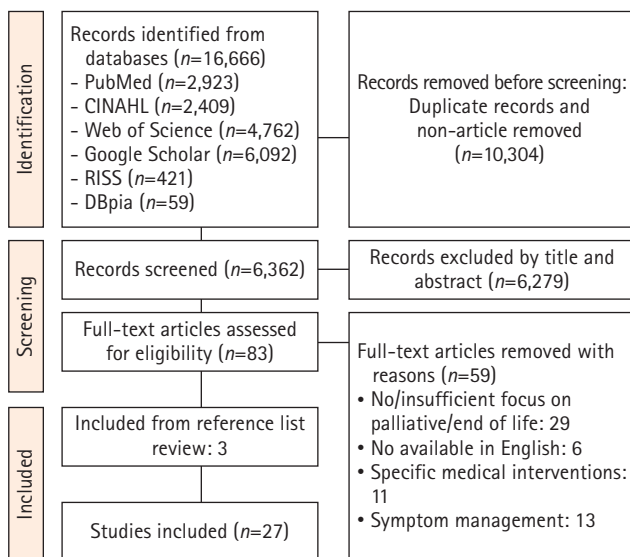 Identification
Records identified from
databases (n=16,666)
- PubMed (n=2,923)
- CINAHL (n=2,409)
- Web of Science (n=4,762)
- Google Scholar (n=6,092)
- RISS (n=421)
- DBpia (n=59)
Records removed before screening:
Duplicate records and
non-article removed
(n=10,304)
Screening
Records screened (n=6,362)
Records excluded by title and
abstract (n=6,279)
Full-text articles assessed
for eligibility (n=83)
Full-text articles removed with
reasons (n=59)
• No/insufficient focus on
palliative/end of life: 29
• No available in English: 6
• Specific medical interventions:
11
• Symptom management: 13
Included
Included from reference list
review: 3
Studies included (n=27)